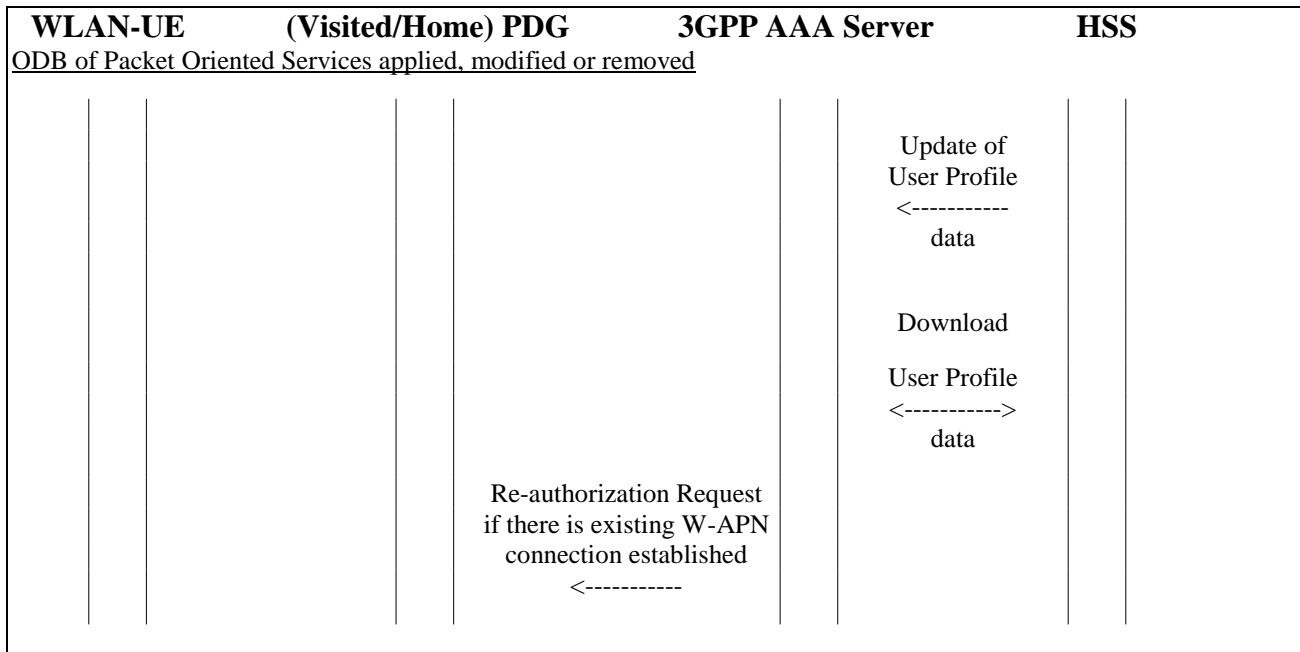 WLAN-UE (Visited/Home) PDG 3GPP AAA Server HSS
ODB of Packet Oriented Services applied, modified or removed
Update of
User Profile
<-----------
data
Download
User Profile
<----------->
data
Re-authorization Request
if there is existing W-APN
connection established
<-----------